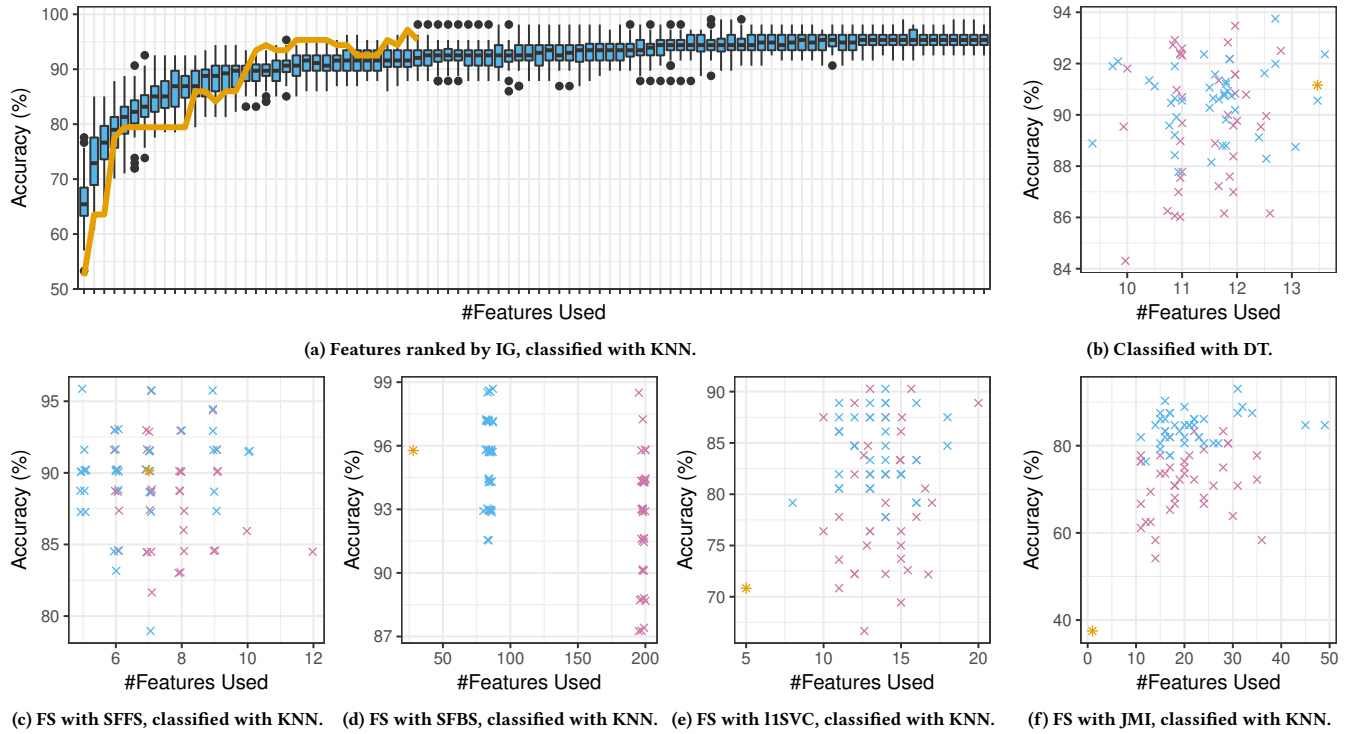 Accuracy (%)
100
90
80
70
60
50
#Features Used
(a) Features ranked by IG, classified with KNN.
Accuracy (%)
94
92
90
88
86
84
10 11 12 13
#Features Used
(b) Classified with DT.
Accuracy (%)
95
90
85
80
6 8 10 12
#Features Used
(c) FS with SFFS, classified with KNN.
Accuracy (%)
99
96
93
90
87
50 100 150 200
#Features Used
(d) FS with SFBS, classified with KNN.
Accuracy (%)
90
85
80
75
70
5 10 15 20
#Features Used
(e) FS with l1SVC, classified with KNN.
Accuracy (%)
80
60
40
0 10 20 30 40 50
#Features Used
(f) FS with JMI, classified with KNN.